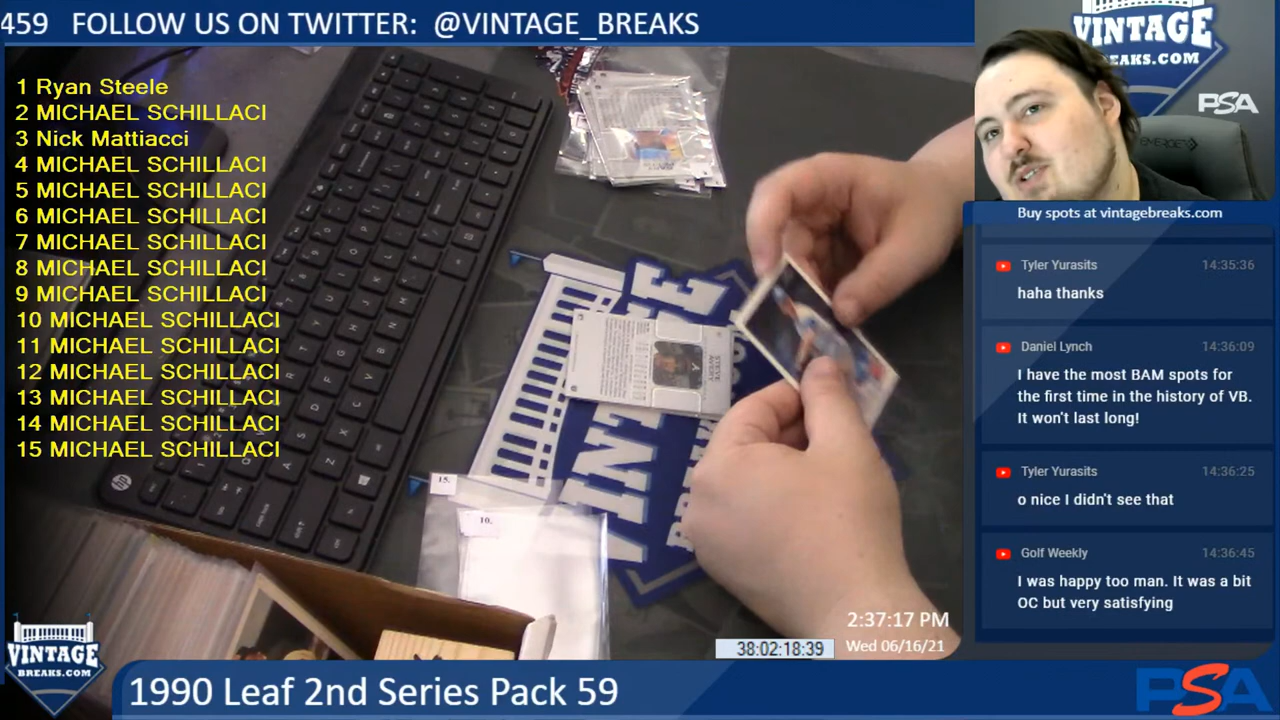 459 FOLLOW US ON TWITTER: @VINTAGE_BREAKS
1 Ryan Steele
2 MICHAEL SCHILLACI
3 Nick Mattiacci
4 MICHAEL SCHILLACI
5 MICHAEL SCHILLACI
6 MICHAEL SCHILLACI
7 MICHAEL SCHILLACI
8 MICHAEL SCHILLACI
9 MICHAEL SCHILLACI
10 MICHAEL SCHILLACI
11 MICHAEL SCHILLACI
12 MICHAEL SCHILLACI
13 MICHAEL SCHILLACI
14 MICHAEL SCHILLACI
15 MICHAEL SCHILLACI
VINTAGE
BREAKS.COM
PSA
Buy spots at vintagebreaks.com
Tyler Yurasits 14:35:36
haha thanks
Daniel Lynch 14:36:09
I have the most BAM spots for
the first time in the history of VB.
It won't last long!
Tyler Yurasits 14:36:25
o nice I didn't see that
Golf Weekly 14:36:45
I was happy too man. It was a bit
OC but very satisfying
STEVE
AVERY
15.
10.
hp
2:37:17 PM
38:02:18:39 Wed 06/16/21
VINTAGE
BREAKS.COM
1990 Leaf 2nd Series Pack 59
PSA